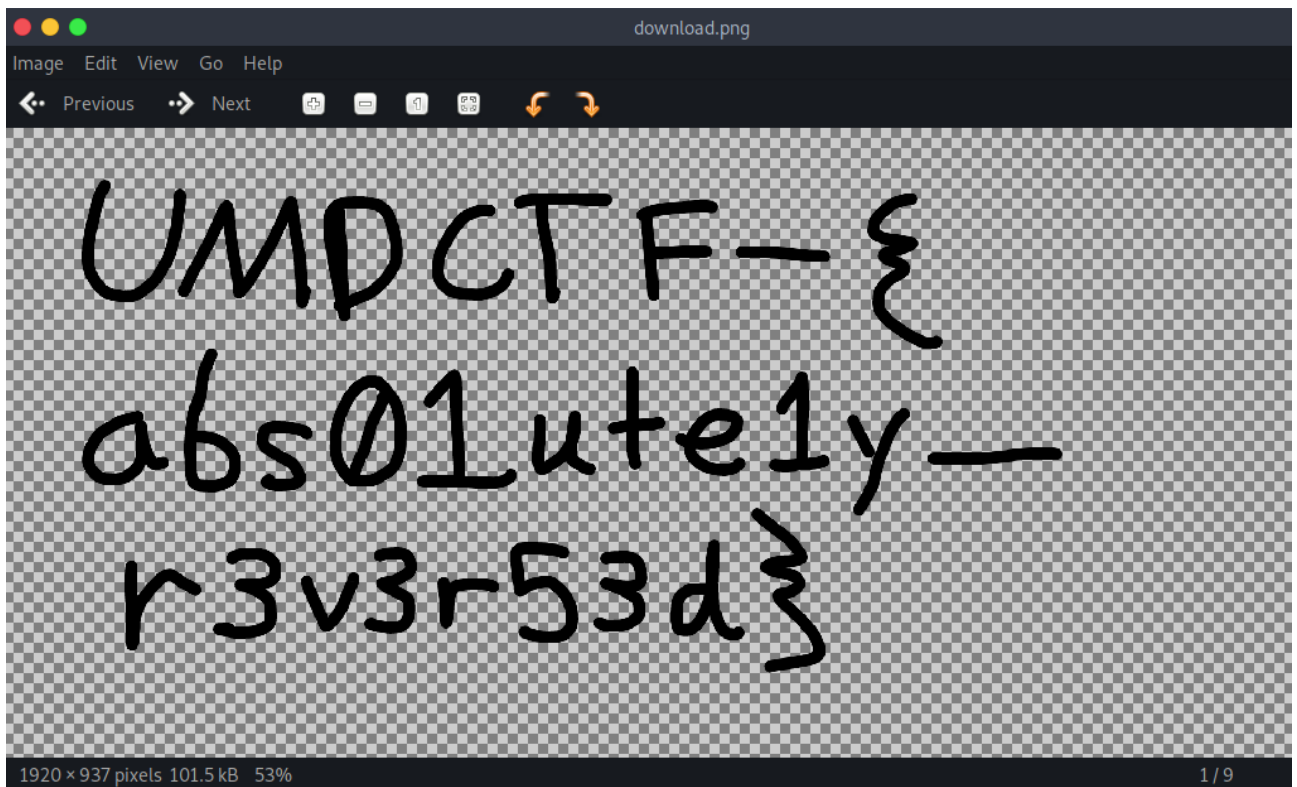 download.png
Image Edit View Go Help
Previous Next
UMDCTF-{
abs01ute1y_
r3v3r53d}
1920 × 937 pixels 101.5 kB 53% 1 / 9